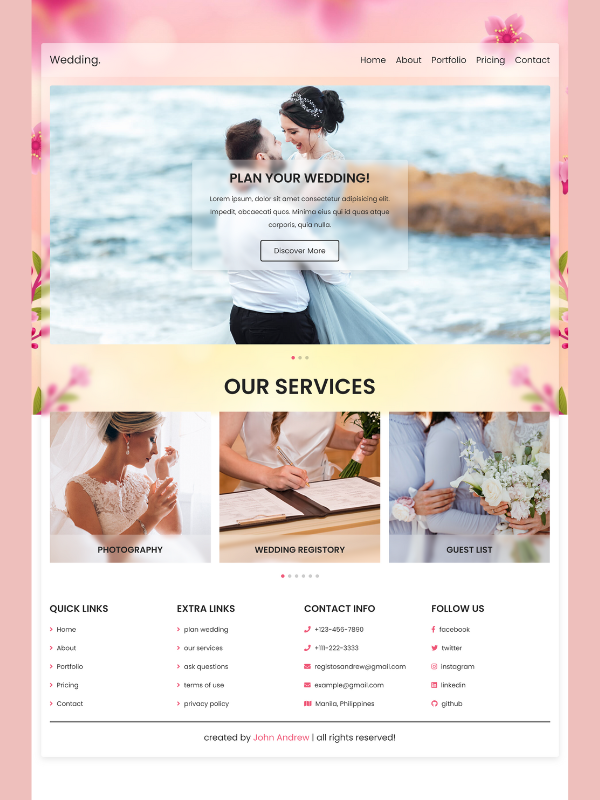 Wedding.
Home About Portfolio Pricing Contact
PLAN YOUR WEDDING!
Lorem ipsum, dolor sit amet consectetur adipisicing elit.
Impedit, obcaecati quos. Minima eius qui id quas atque
corporis, quia nulla.
Discover More
OUR SERVICES
PHOTOGRAPHY
WEDDING REGISTORY
GUEST LIST
QUICK LINKS
Home
About
Portfolio
Pricing
Contact
EXTRA LINKS
plan wedding
our services
ask questions
terms of use
privacy policy
CONTACT INFO
+123-456-7890
+111-222-3333
registosandrew@gmail.com
example@gmail.com
Manila, Philippines
FOLLOW US
facebook
twitter
instagram
linkedin
github
created by John Andrew | all rights reserved!